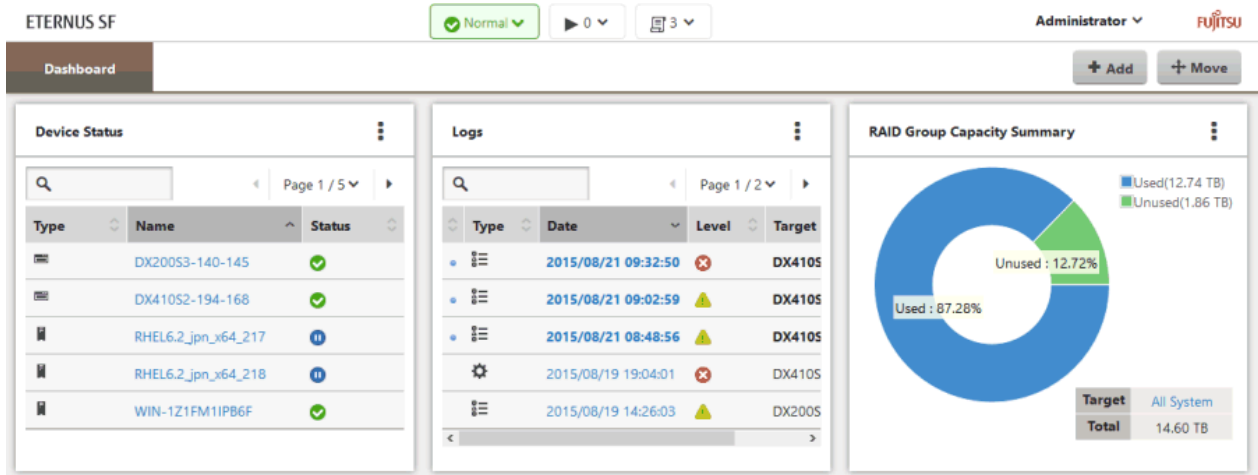 ETERNUS SF Normal 0 3 Administrator FUJITSU
Dashboard Add Move
Device Status
Page 1 / 5
Type Name Status
DX200S3-140-145
DX410S2-194-168
RHEL6.2_jpn_x64_217
RHEL6.2_jpn_x64_218
WIN-1Z1FM1IPB6F
Logs
Page 1 / 2
Type Date Level Target
2015/08/21 09:32:50 DX410S
2015/08/21 09:02:59 DX410S
2015/08/21 08:48:56 DX410S
2015/08/19 19:04:01 DX410S
2015/08/19 14:26:03 DX200S
RAID Group Capacity Summary
Used(12.74 TB)
Unused(1.86 TB)
Unused : 12.72%
Used : 87.28%
Target All System
Total 14.60 TB